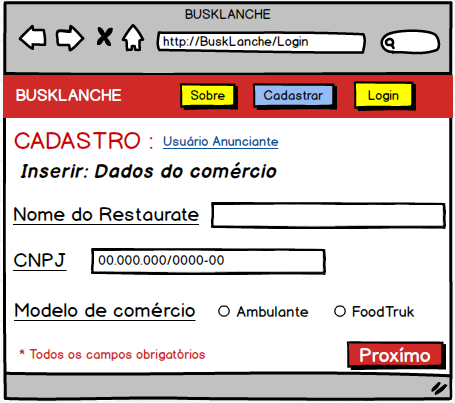 BUSKLANCHE
http://BuskLanche/Login
BUSKLANCHE Sobre Cadastrar Login
CADASTRO : Usuário Anunciante
Inserir: Dados do comércio
Nome do Restaurate
CNPJ 00.000.000/0000-00
Modelo de comércio Ambulante FoodTruk
* Todos os campos obrigatórios Proxímo